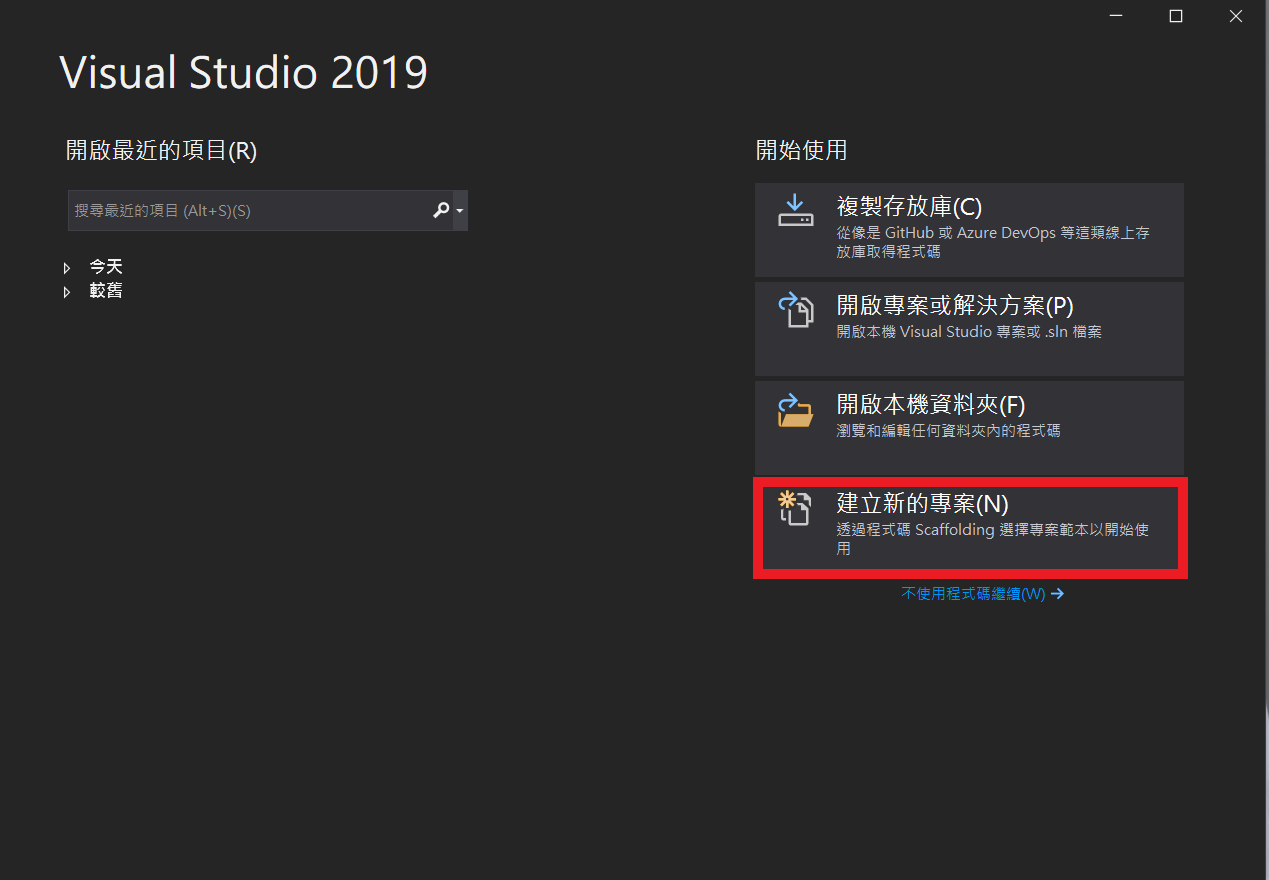 Visual Studio 2019
開啟最近的項目(R)
搜尋最近的項目 (Alt+S)(S)
今天
較舊
開始使用
複製存放庫(C)
從像是 GitHub 或 Azure DevOps 等這類線上存
放庫取得程式碼
開啟專案或解決方案(P)
開啟本機 Visual Studio 專案或 .sln 檔案
開啟本機資料夾(F)
瀏覽和編輯任何資料夾內的程式碼
建立新的專案(N)
透過程式碼 Scaffolding 選擇專案範本以開始使
用
不使用程式碼繼續(W)